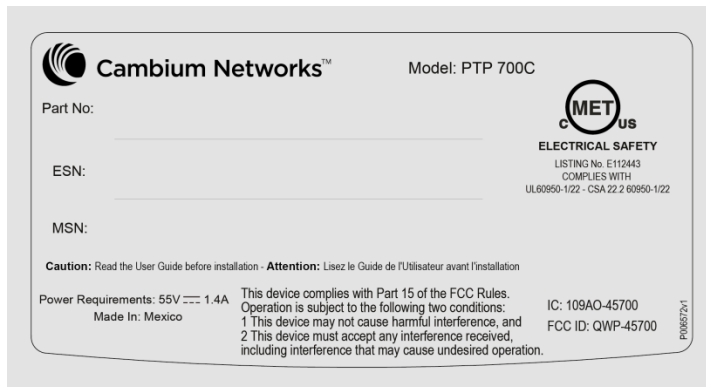 Cambium Networks™
Model: PTP 700C
Part No:
C MET US
ELECTRICAL SAFETY
LISTING No. E112443
COMPLIES WITH
UL60950-1/22 - CSA 22.2 60950-1/22
ESN:
MSN:
Caution: Read the User Guide before installation - Attention: Lisez le Guide de l'Utilisateur avant l'installation
Power Requirements: 55V ⎓ 1.4A
Made In: Mexico
This device complies with Part 15 of the FCC Rules.
Operation is subject to the following two conditions:
1 This device may not cause harmful interference, and
2 This device must accept any interference received,
including interference that may cause undesired operation.
IC: 109AO-45700
FCC ID: QWP-45700
P006572v1